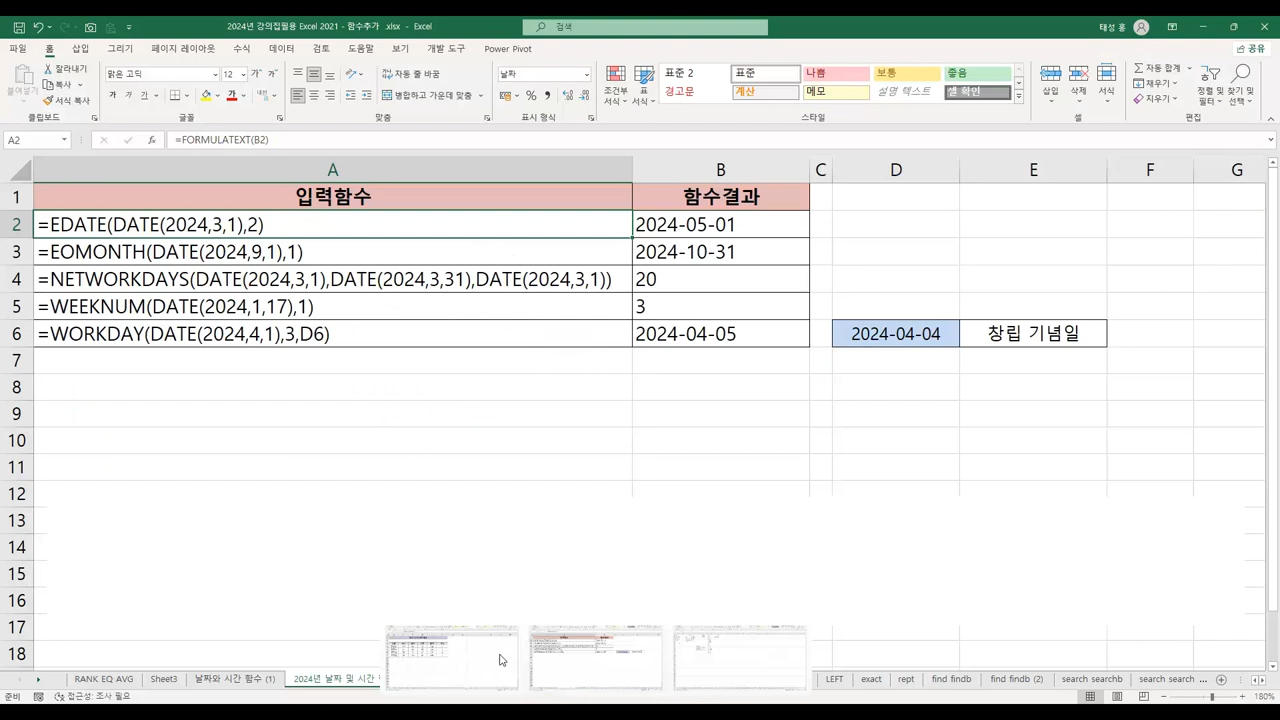 2024년 강의집필용 Excel 2021 - 함수추가 .xlsx - Excel
검색
태성 홍
파일 홈 삽입 그리기 페이지 레이아웃 수식 데이터 검토 도움말 보기 개발 도구 Power Pivot
공유
붙여넣기
잘라내기
복사
서식 복사
맑은 고딕 12
가 가 가
자동 줄 바꿈
병합하고 가운데 맞춤
날짜
조건부 서식
표 서식
표준 2 표준 나쁨 보통 좋음
경고문 계산 메모 설명 텍스트 셀 확인
삽입 삭제 서식
자동 합계
채우기
지우기
정렬 및 필터
찾기 및 선택
클립보드 글꼴 맞춤 표시 형식 스타일 셀 편집
A2 fx =FORMULATEXT(B2)
A B C D E F G
1 입력함수 함수결과
2 =EDATE(DATE(2024,3,1),2) 2024-05-01
3 =EOMONTH(DATE(2024,9,1),1) 2024-10-31
4 =NETWORKDAYS(DATE(2024,3,1),DATE(2024,3,31),DATE(2024,3,1)) 20
5 =WEEKNUM(DATE(2024,1,17),1) 3
6 =WORKDAY(DATE(2024,4,1),3,D6) 2024-04-05 2024-04-04 창립 기념일
7
8
9
10
11
12
13
14
15
16
17
18
RANK EQ AVG Sheet3 날짜와 시간 함수 (1) 2024년 날짜 및 시간 LEFT exact rept find findb find findb (2) search searchb search search ...
준비 접근성: 조사 필요 180%